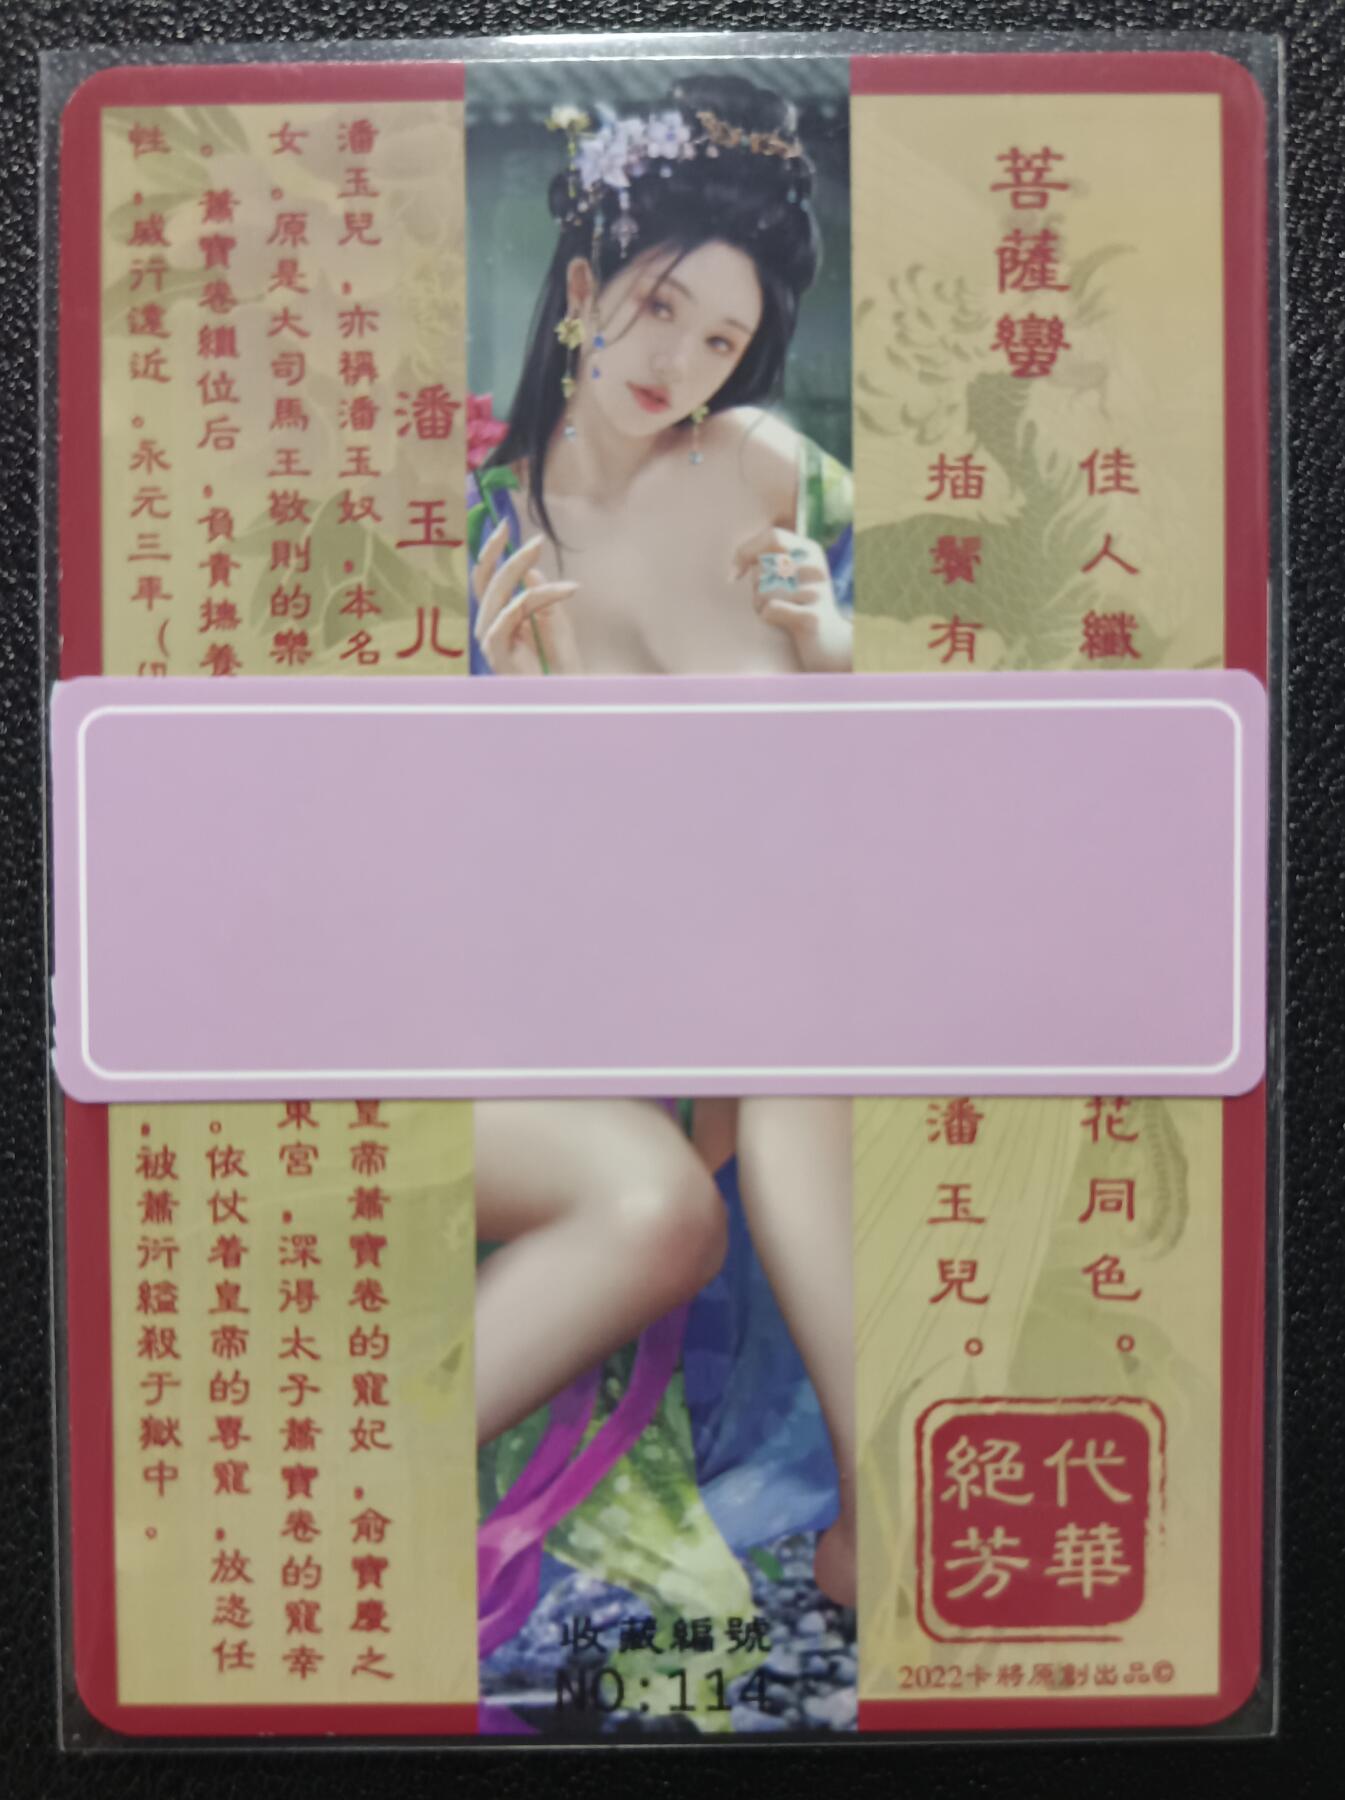 菩薩蠻
佳人纖
花同色。
插鬢有
潘玉兒。
代華
絕芳
2022卡將原創出品©
潘玉儿
潘玉兒，亦稱潘玉奴，本名
皇帝蕭寶卷的寵妃，俞寶慶之
女。原是大司馬王敬則的樂
東宮，深得太子蕭寶卷的寵幸
。蕭寶卷繼位后，負責撫養
。依仗着皇帝的專寵，放恣任
性，威行遠近。永元三年（
，被蕭衍縊殺于獄中。
收藏編號
NO:114